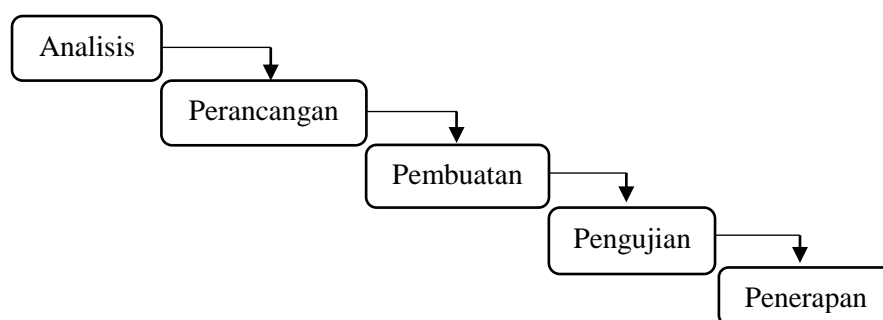 Analisis
Perancangan
Pembuatan
Pengujian
Penerapan